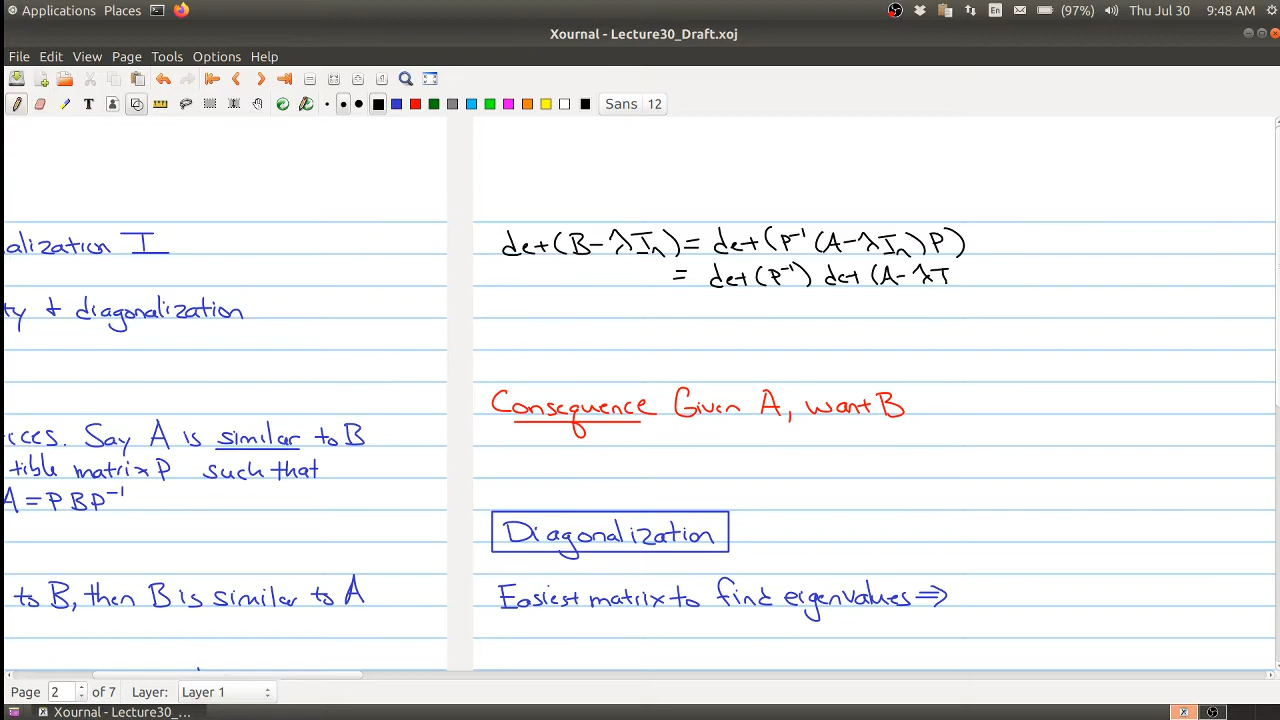 Applications Places En (97%) Thu Jul 30 9:48 AM
Xournal - Lecture30_Draft.xoj
File Edit View Page Tools Options Help
T Sans 12
alization I
ty & diagonalization
ices. Say A is similar to B
tible matrix P such that
A = PBP⁻¹
to B, then B is similar to A
det(B-λIₙ) = det(P⁻¹(A-λIₙ)P)
= det(P⁻¹) det(A-λI
Consequence Given A, want B
Diagonalization
Easiest matrix to find eigenvalues ⇒
Page 2 of 7 Layer: Layer 1
Xournal - Lecture30_...